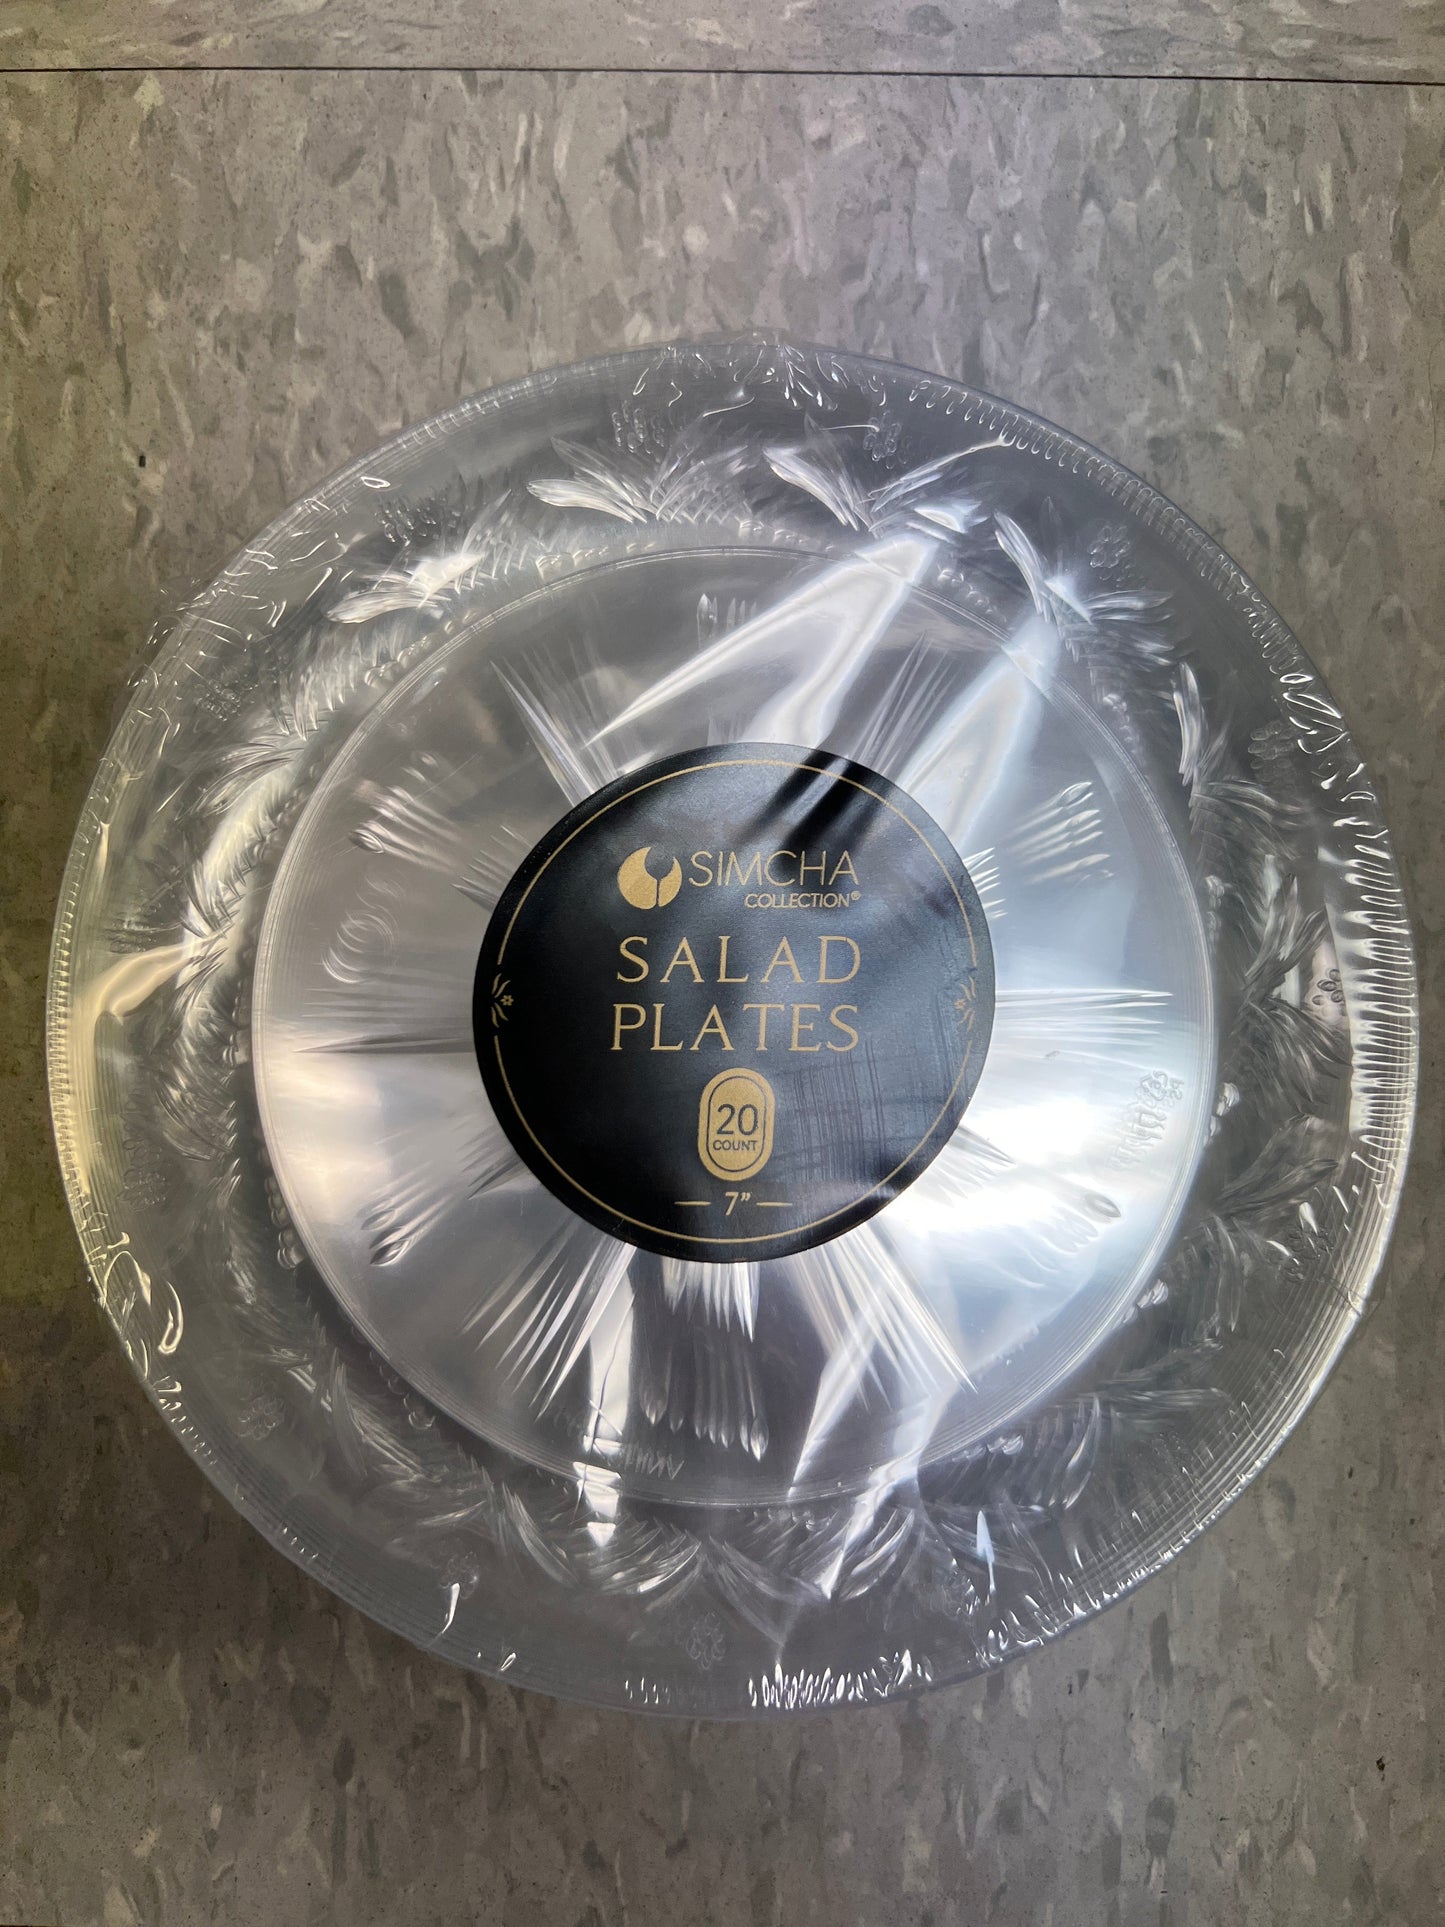 SIMCHA
COLLECTION®
SALAD
PLATES
20
COUNT
7”